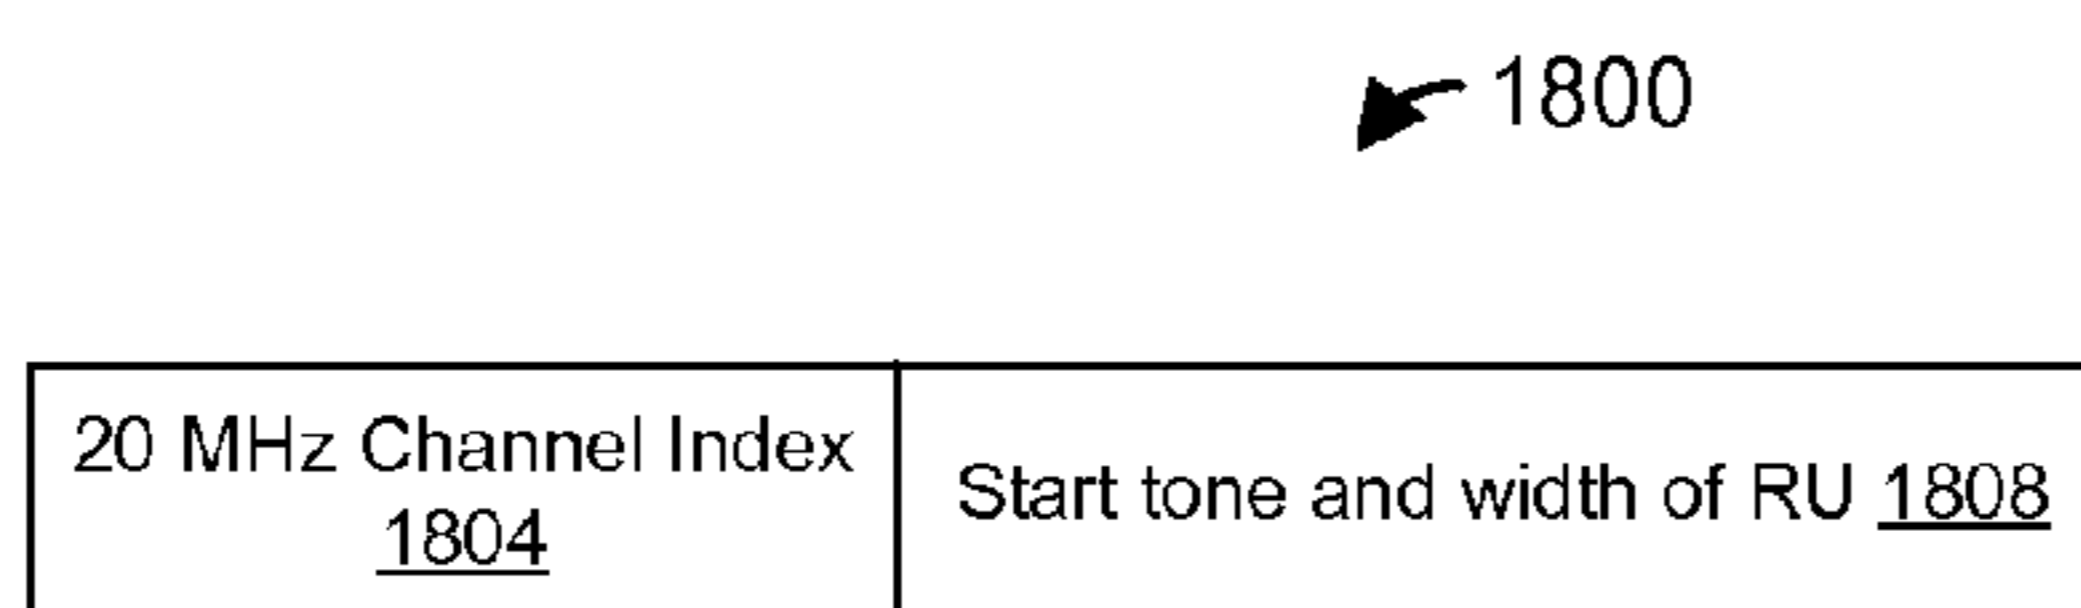 1800
20 MHz Channel Index
1804
Start tone and width of RU 1808